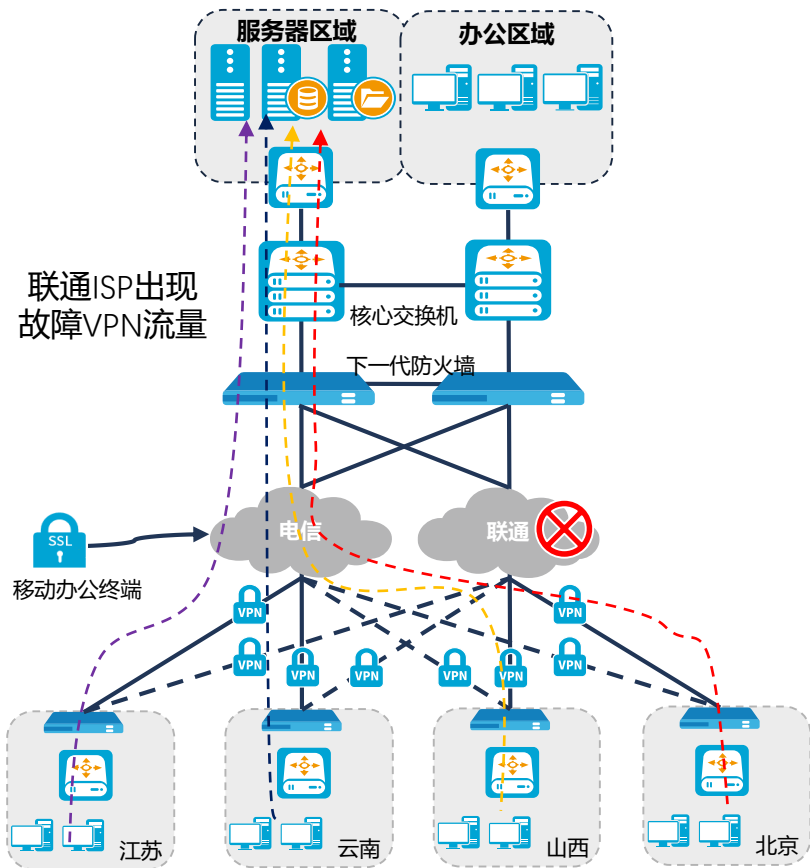 服务器区域
办公区域
联通ISP出现
故障VPN流量
核心交换机
下一代防火墙
电信
联通
SSL
移动办公终端
VPN
VPN
VPN
VPN
VPN
VPN
VPN
VPN
江苏
云南
山西
北京